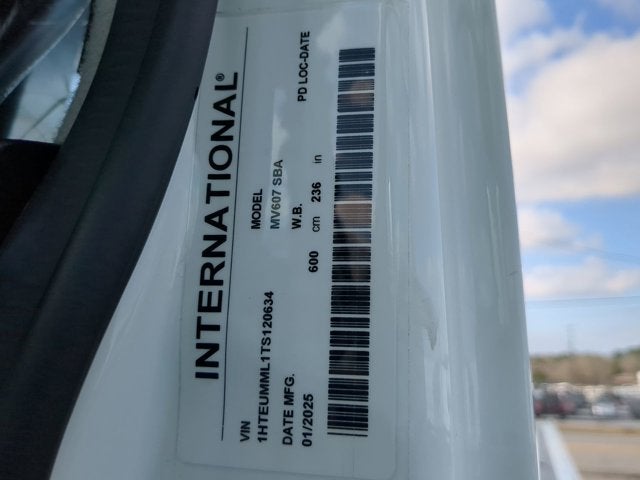 INTERNATIONAL®
VIN MODEL
1HTEUMML1TS120634 MV607 SBA
DATE MFG. W.B. PD LOC-DATE
01/2025 600 cm 236 in